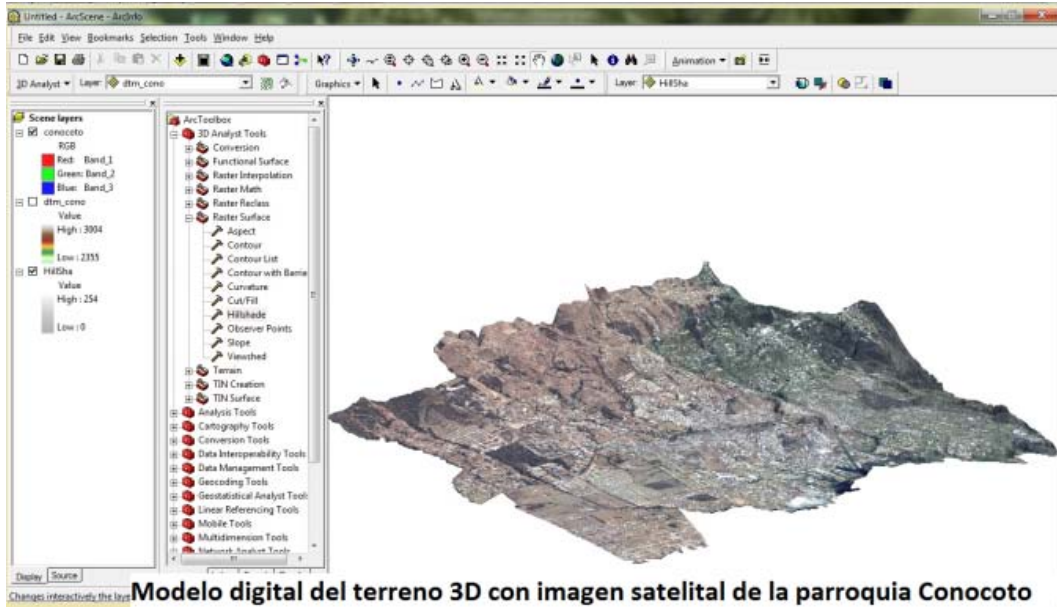 Untitled - ArcScene - ArcInfo
File Edit View Bookmarks Selection Tools Window Help
Animation
3D Analyst Layer: dtm_cono Graphics A Layer: HillSha
Scene layers
conocoto
RGB
Red: Band_1
Green: Band_2
Blue: Band_3
dtm_cono
Value
High : 3004
Low : 2355
HillSha
Value
High : 254
Low : 0
Display Source
Changes interactively the laye
ArcToolbox
3D Analyst Tools
Conversion
Functional Surface
Raster Interpolation
Raster Math
Raster Reclass
Raster Surface
Aspect
Contour
Contour List
Contour with Barrie
Curvature
Cut/Fill
Hillshade
Observer Points
Slope
Viewshed
Terrain
TIN Creation
TIN Surface
Analysis Tools
Cartography Tools
Conversion Tools
Data Interoperability Tools
Data Management Tools
Geocoding Tools
Geostatistical Analyst Tools
Linear Referencing Tools
Mobile Tools
Multidimension Tools
Network Analyst Tools
Modelo digital del terreno 3D con imagen satelital de la parroquia Conocoto